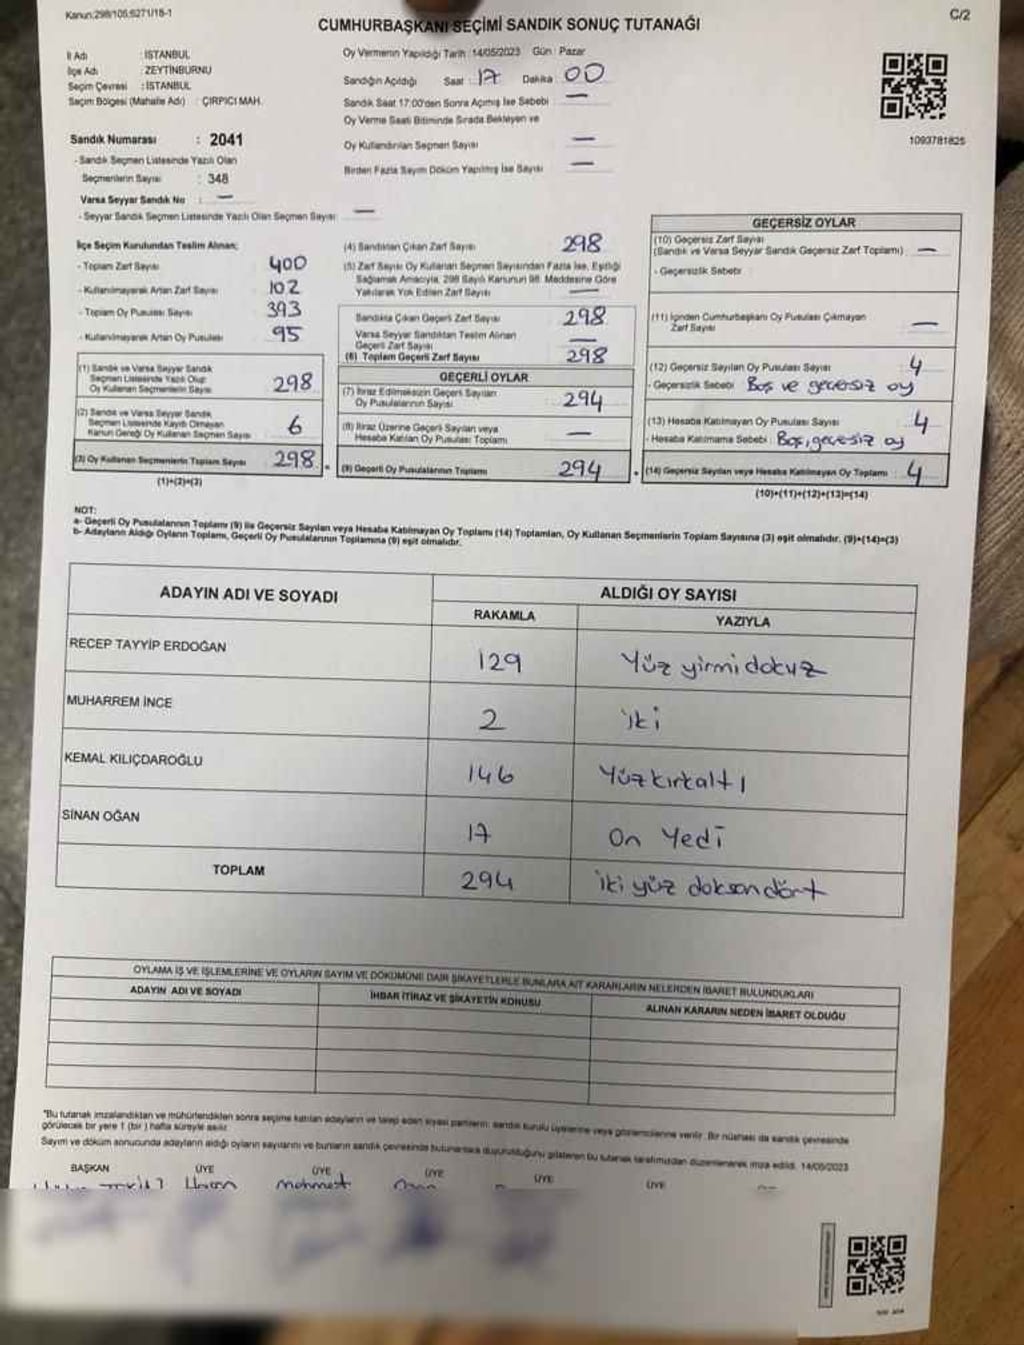 Kanun:298/106;6271/18-1
C/2
CUMHURBAŞKANI SEÇİMİ SANDIK SONUÇ TUTANAĞI
İl Adı : İSTANBUL
İlçe Adı : ZEYTİNBURNU
Seçim Çevresi : İSTANBUL
Seçim Bölgesi (Mahalle Adı) : ÇIRPICI MAH.
Oy Vermenin Yapıldığı Tarih : 14/05/2023 Gün : Pazar
Sandığın Açıldığı Saat : 17 Dakika : 00
Sandık Saat 17:00'den Sonra Açılmış İse Sebebi : —
Oy Verme Saati Bitiminde Sırada Bekleyen ve
Oy Kullandırılan Seçmen Sayısı —
Birden Fazla Sayım Döküm Yapılmış İse Sayısı —
1093781825
Sandık Numarası : 2041
- Sandık Seçmen Listesinde Yazılı Olan
Seçmenlerin Sayısı : 348
Varsa Seyyar Sandık No : —
- Seyyar Sandık Seçmen Listesinde Yazılı Olan Seçmen Sayısı: —
İlçe Seçim Kurulundan Teslim Alınan;
- Toplam Zarf Sayısı 400
- Kullanılmayarak Artan Zarf Sayısı 102
- Toplam Oy Pusulası Sayısı 393
- Kullanılmayarak Artan Oy Pusulası 95
(1) Sandık ve Varsa Seyyar Sandık
Seçmen Listesinde Yazılı Olup
Oy Kullanan Seçmenlerin Sayısı 298
(2) Sandık ve Varsa Seyyar Sandık
Seçmen Listesinde Kayıtlı Olmayan
Kanun Gereği Oy Kullanan Seçmen Sayısı 6
(3) Oy Kullanan Seçmenlerin Toplam Sayısı 298
(1)+(2)=(3)
(4) Sandıktan Çıkan Zarf Sayısı 298
(5) Zarf Sayısı Oy Kullanan Seçmen Sayısından Fazla İse, Eşitliği
Sağlamak Amacıyla, 298 Sayılı Kanunun 98. Maddesine Göre
Yakılarak Yok Edilen Zarf Sayısı —
Sandıkta Çıkan Geçerli Zarf Sayısı 298
Varsa Seyyar Sandıktan Teslim Alınan
Geçerli Zarf Sayısı —
(6) Toplam Geçerli Zarf Sayısı 298
GEÇERLİ OYLAR
(7) İtiraz Edilmeksizin Geçerli Sayılan
Oy Pusulalarının Sayısı 294
(8) İtiraz Üzerine Geçerli Sayılan veya
Hesaba Katılan Oy Pusulası Toplamı —
(9) Geçerli Oy Pusulalarının Toplamı 294
GEÇERSİZ OYLAR
(10) Geçersiz Zarf Sayısı
(Sandık ve Varsa Seyyar Sandık Geçersiz Zarf Toplamı) —
- Geçersizlik Sebebi
(11) İçinden Cumhurbaşkanı Oy Pusulası Çıkmayan
Zarf Sayısı —
(12) Geçersiz Sayılan Oy Pusulası Sayısı 4
- Geçersizlik Sebebi Boş ve geçersiz oy
(13) Hesaba Katılmayan Oy Pusulası Sayısı 4
- Hesaba Katılmama Sebebi : Boş, geçersiz oy
(14) Geçersiz Sayılan veya Hesaba Katılmayan Oy Toplamı 4
(10)+(11)+(12)+(13)=(14)
NOT:
a- Geçerli Oy Pusulalarının Toplamı (9) ile Geçersiz Sayılan veya Hesaba Katılmayan Oy Toplamı (14) Toplamları, Oy Kullanan Seçmenlerin Toplam Sayısına (3) eşit olmalıdır. (9)+(14)=(3)
b- Adayların Aldığı Oyların Toplamı, Geçerli Oy Pusulalarının Toplamına (9) eşit olmalıdır.
ADAYIN ADI VE SOYADI ALDIĞI OY SAYISI
RAKAMLA YAZIYLA
RECEP TAYYİP ERDOĞAN 129 Yüz yirmi dokuz
MUHARREM İNCE 2 iki
KEMAL KILIÇDAROĞLU 146 Yüzkırkaltı
SİNAN OĞAN 17 On Yedi
TOPLAM 294 iki yüz doksandört
OYLAMA İŞ VE İŞLEMLERİNE VE OYLARIN SAYIM VE DÖKÜMÜNE DAİR ŞİKAYETLERLE BUNLARA AİT KARARLARIN NELERDEN İBARET BULUNDUKLARI
ADAYIN ADI VE SOYADI İHBAR İTİRAZ VE ŞİKAYETİN KONUSU ALINAN KARARIN NEDEN İBARET OLDUĞU
*Bu tutanak imzalandıktan ve mühürlendikten sonra seçime katılan adayların ve talep eden siyasi partilerin sandık kurulu üyelerine veya gözlemcilerine verilir. Bir nüshası da sandık çevresinde
görülecek bir yere 1 (bir) hafta süreyle asılır.
Sayım ve döküm sonucunda adayların aldığı oyların sayılarını ve bunların sandık çevresinde bulunanlara duyurulduğunu gösteren bu tutanak tarafımızdan düzenlenerek imza edildi. 14/05/2023
BAŞKAN ÜYE ÜYE ÜYE ÜYE ÜYE
Mehmet